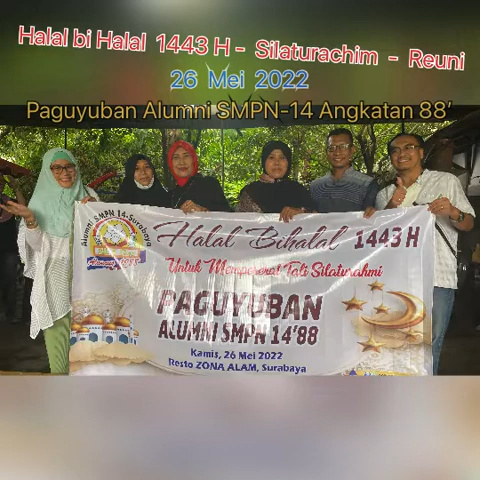 Halal bi Halal 1443 H - Silaturachim - Reuni
26 Mei 2022
Paguyuban Alumni SMPN-14 Angkatan 88'
Alumni SMPN 14-Surabaya
Halal Bihalal 1443 H
Untuk Mempererat Tali Silaturahmi
PAGUYUBAN
ALUMNI SMPN 14'88
Kamis, 26 Mei 2022
Resto ZONA ALAM, Surabaya